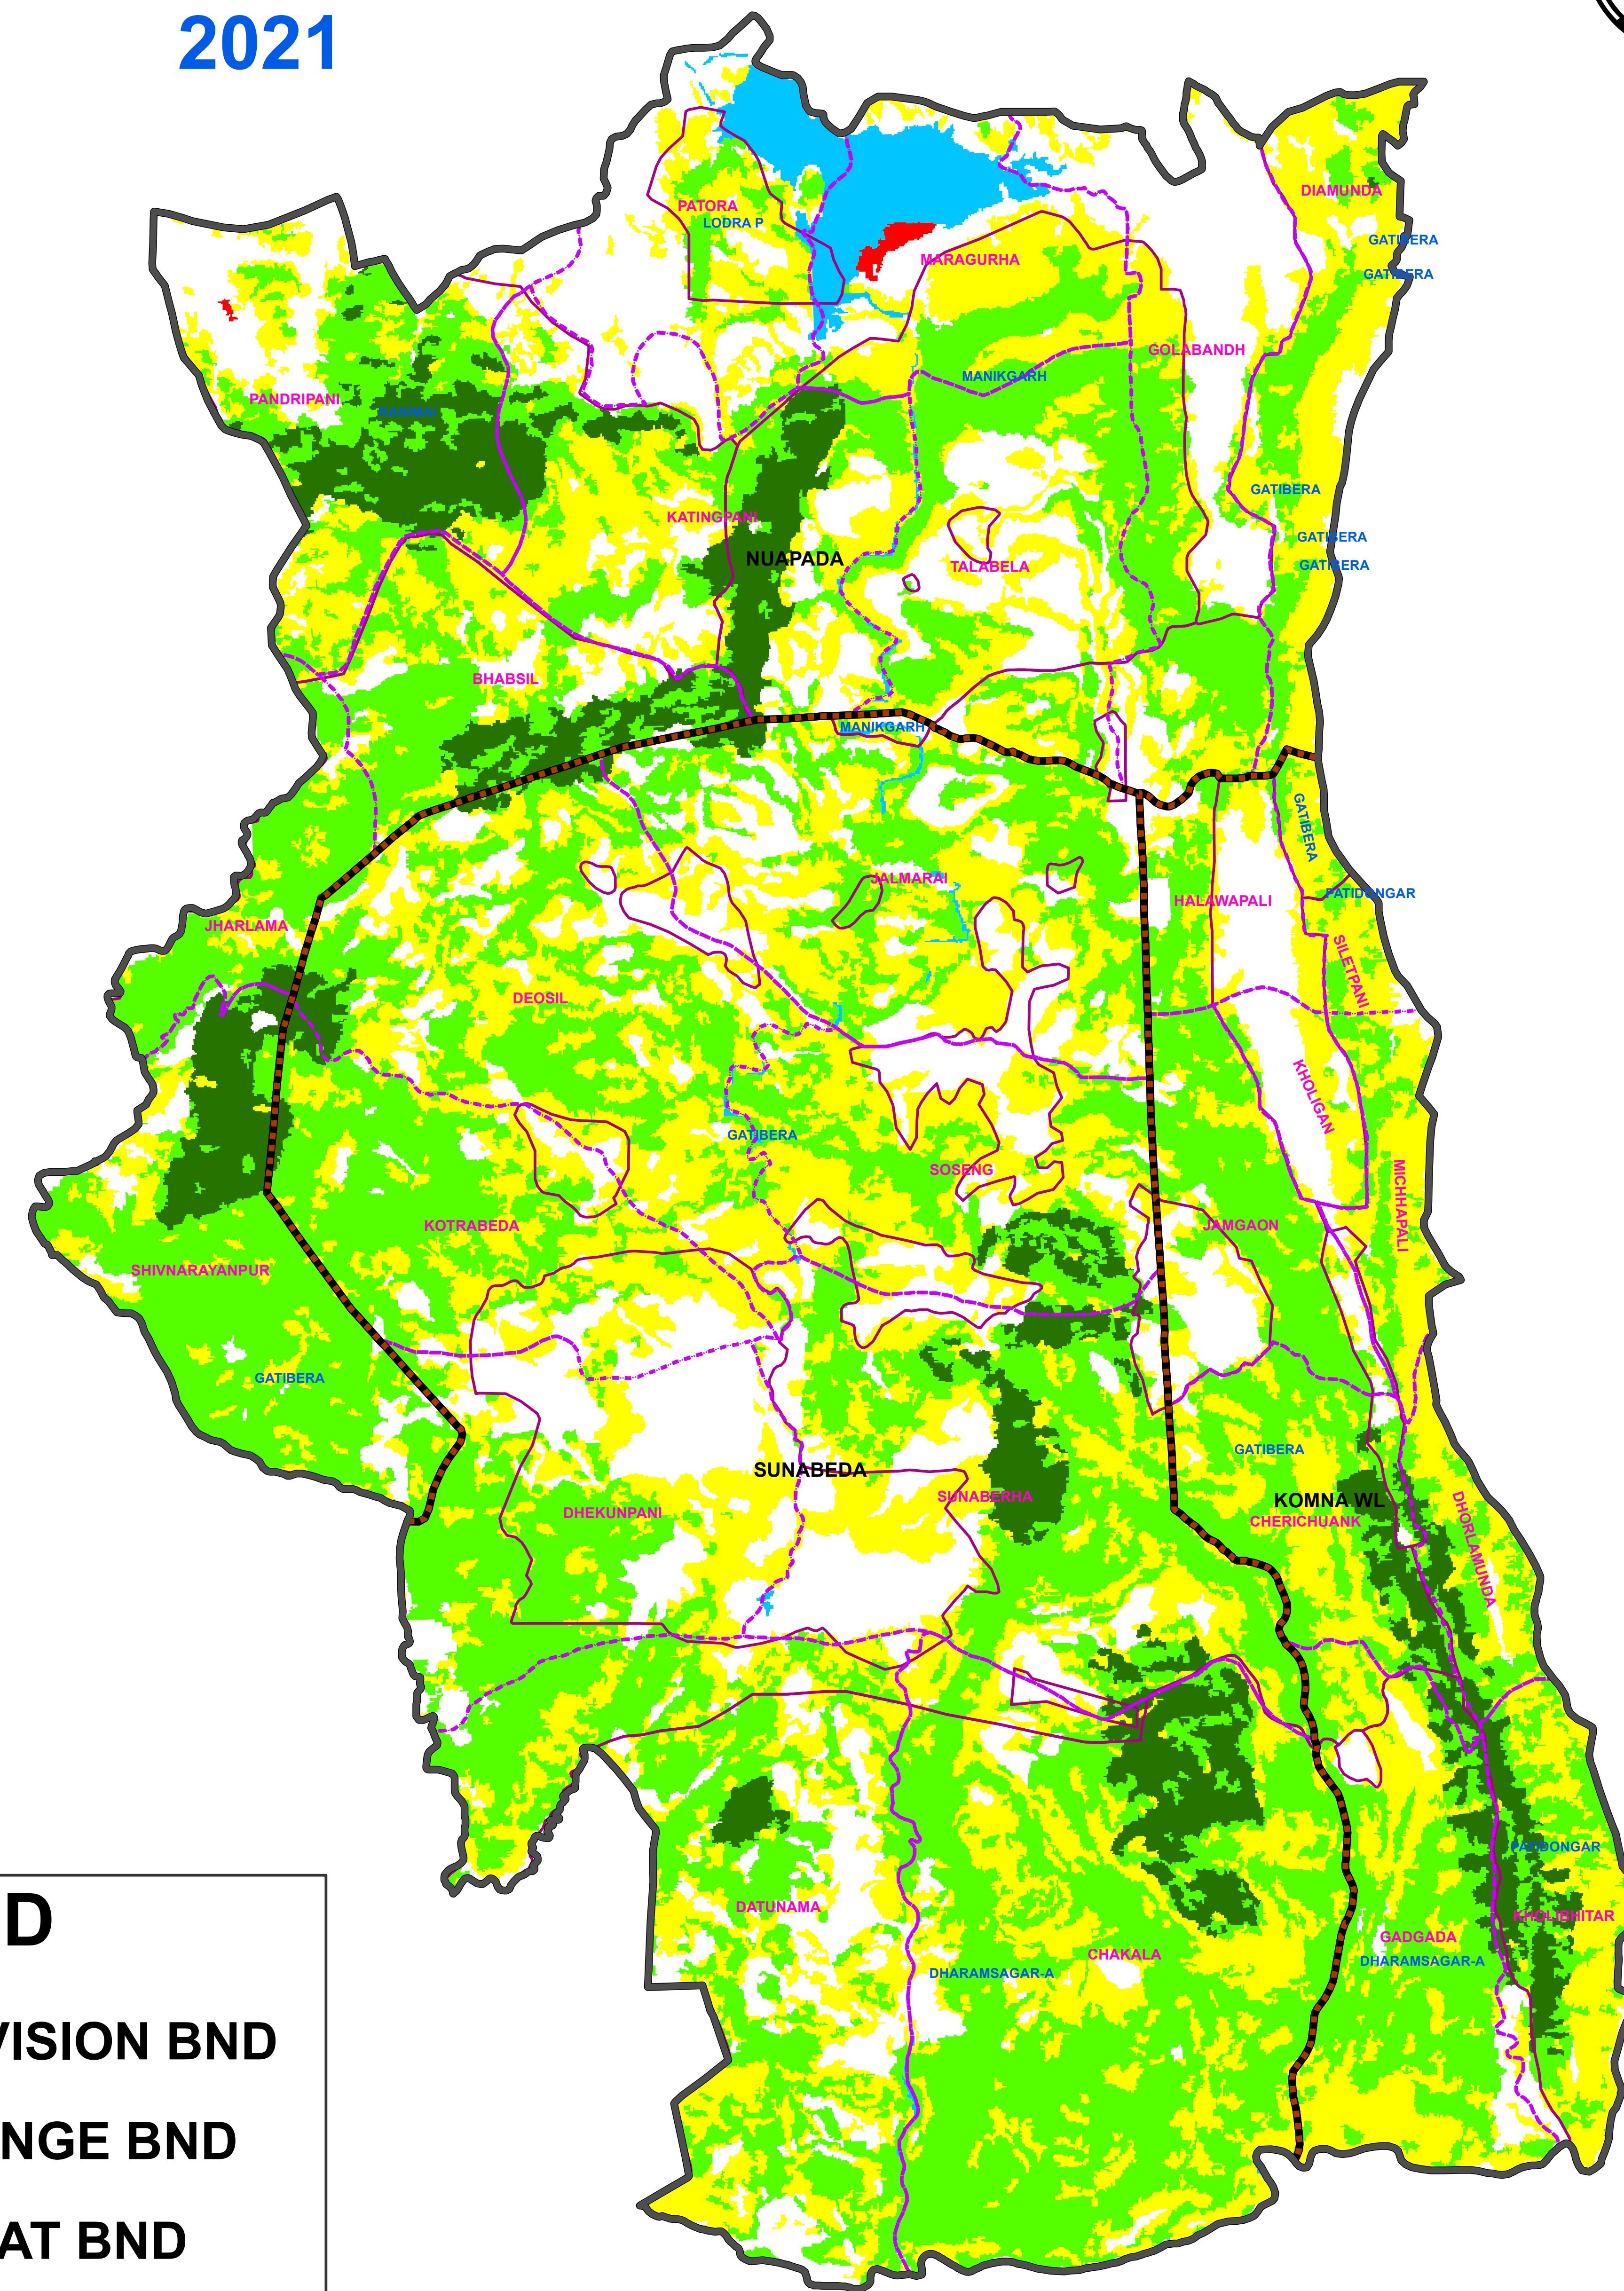 2021
DIAMUNDA
PATORA
LODRA P
GATIBERA
MARAGURHA
GATIBERA
GOLABANDH
MANIKGARH
PANDRIPANI
RANIMAI
GATIBERA
KATINGPANI
GATIBERA
NUAPADA
TALABELA
GATIBERA
BHABSIL
MANIKGARH
GATIBERA
JALMARAI
PATIDONGAR
HALAWAPALI
JHARLAMA
SILETPANI
DEOSIL
KHOLIGAN
GATIBERA
SOSENG
MICHHAPALI
KOTRABEDA
JAMGAON
SHIVNARAYANPUR
GATIBERA
GATIBERA
SUNABEDA
SUNABERHA
KOMNA WL
DHEKUNPANI
CHERICHUANK
DHORLAMUNDA
PATIDONGAR
DATUNAMA
KHOLIBHITAR
GADGADA
CHAKALA
DHARAMSAGAR-A
DHARAMSAGAR-A
D
VISION BND
NGE BND
AT BND